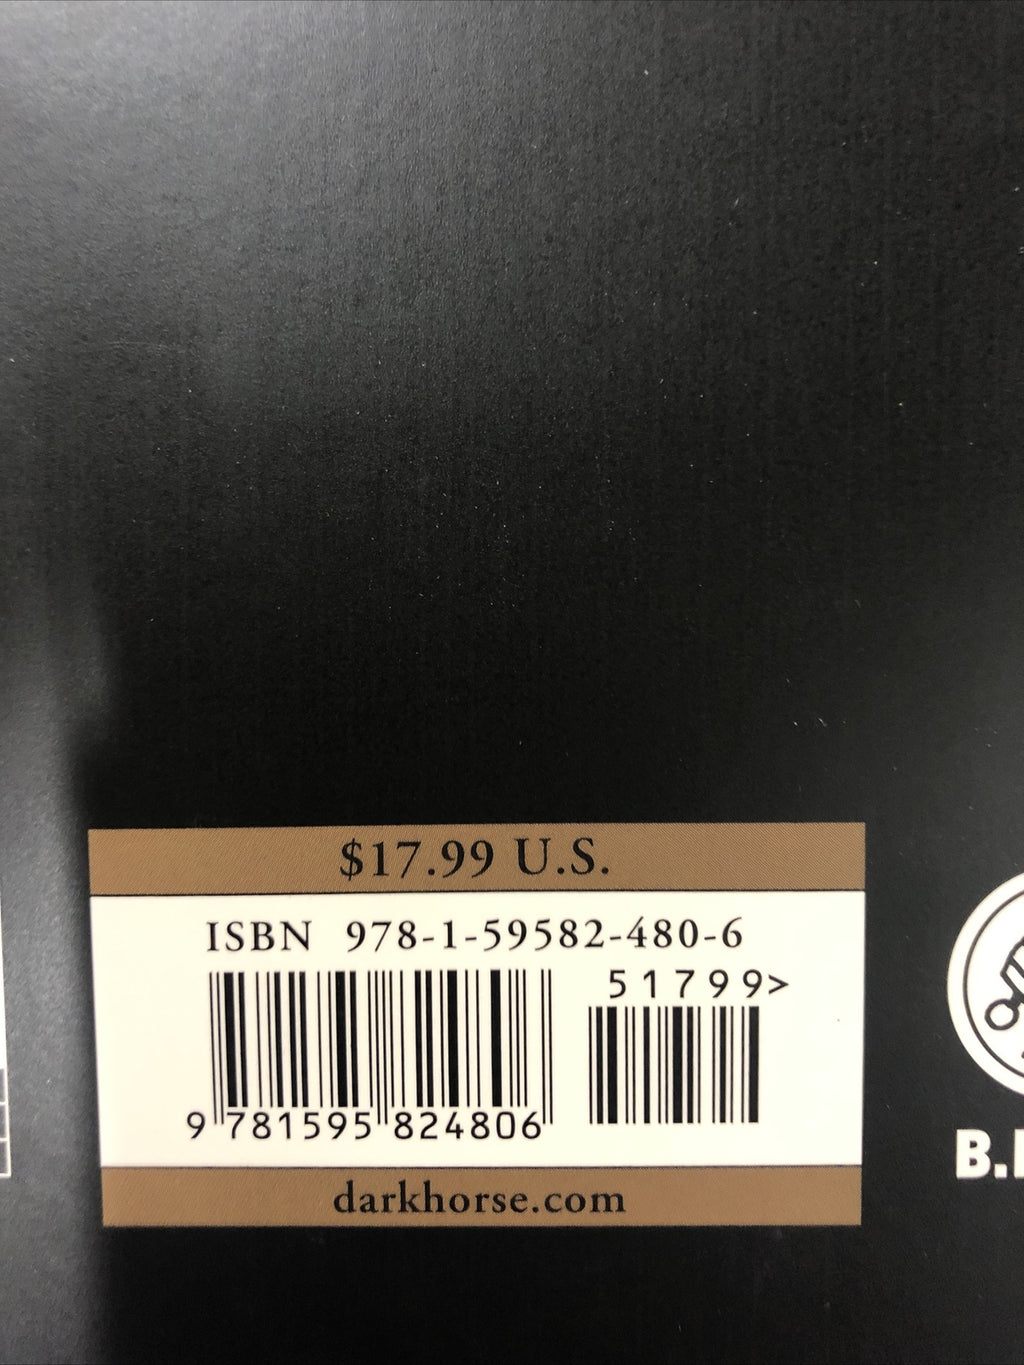 $17.99 U.S.
ISBN 978-1-59582-480-6
51799>
9 781595 824806
darkhorse.com
B.